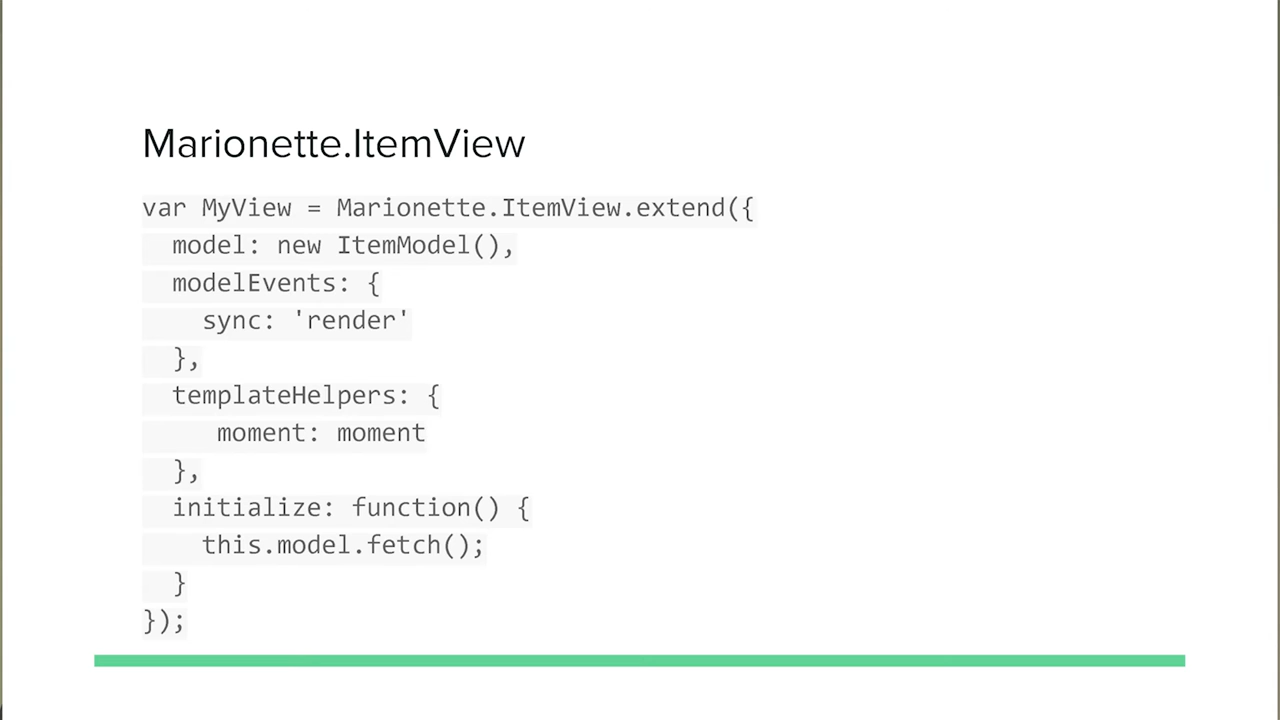 Marionette.ItemView
var MyView = Marionette.ItemView.extend({
  model: new ItemModel(),
  modelEvents: {
    sync: 'render'
  },
  templateHelpers: {
     moment: moment
  },
  initialize: function() {
    this.model.fetch();
  }
});